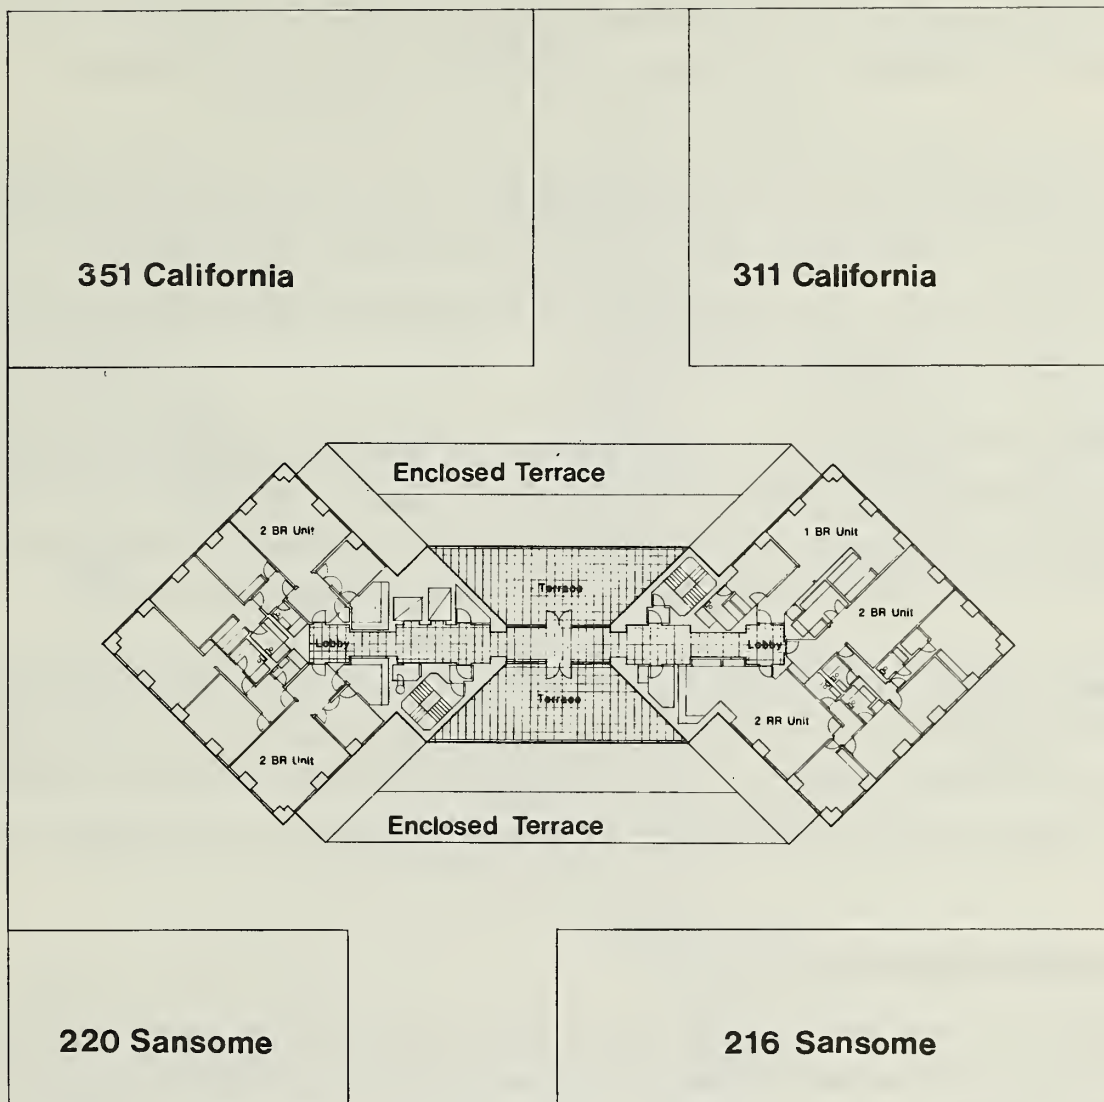 351 California
311 California
Enclosed Terrace
2 BR Unit
1 BR Unit
Terrace
2 BR Unit
Lobby
Lobby
Terrace
2 BR Unit
2 BR Unit
Enclosed Terrace
220 Sansome
216 Sansome